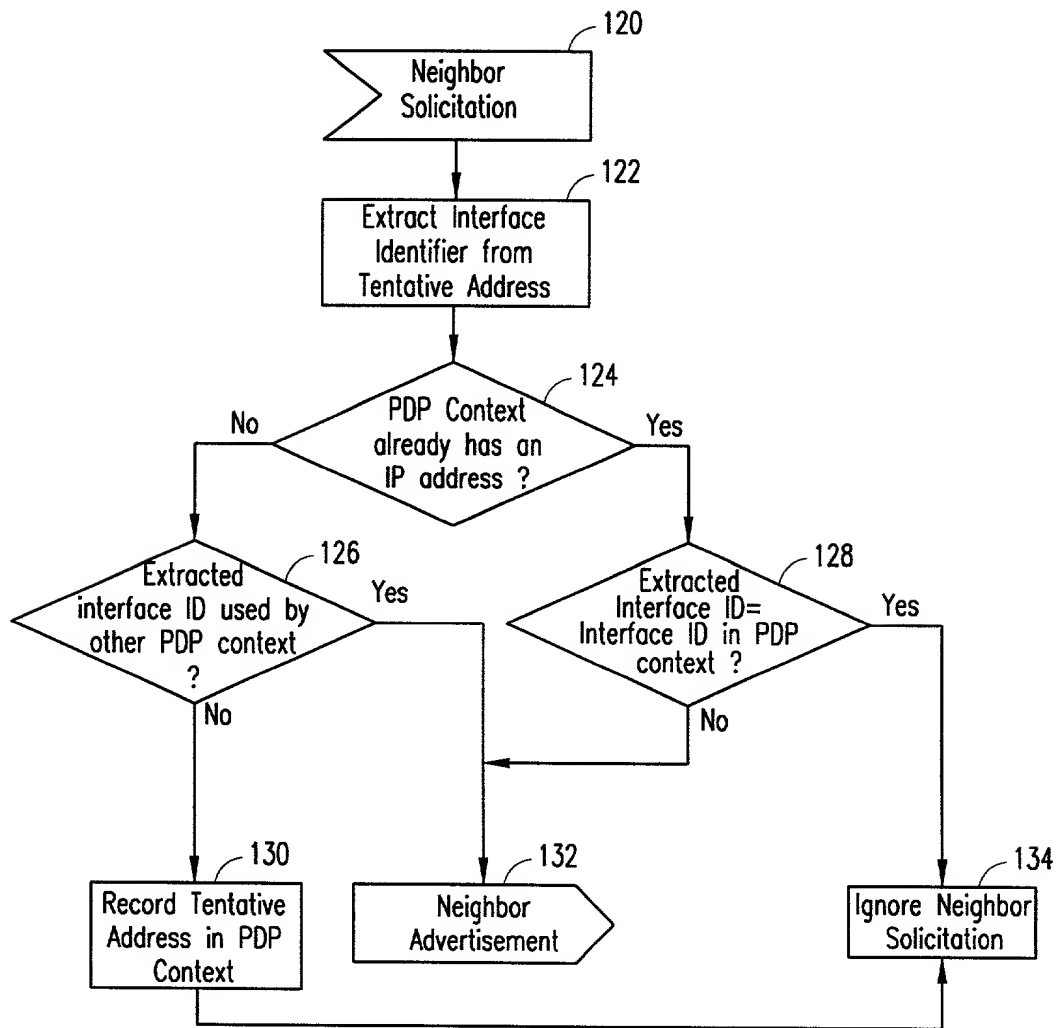 120
Neighbor
Solicitation
122
Extract Interface
Identifier from
Tentative Address
124
No
PDP Context
already has an
IP address ?
Yes
126
Extracted
interface ID used by
other PDP context
?
Yes
No
128
Extracted
Interface ID=
Interface ID in PDP
context ?
Yes
No
130
Record Tentative
Address in PDP
Context
132
Neighbor
Advertisement
134
Ignore Neighbor
Solicitation